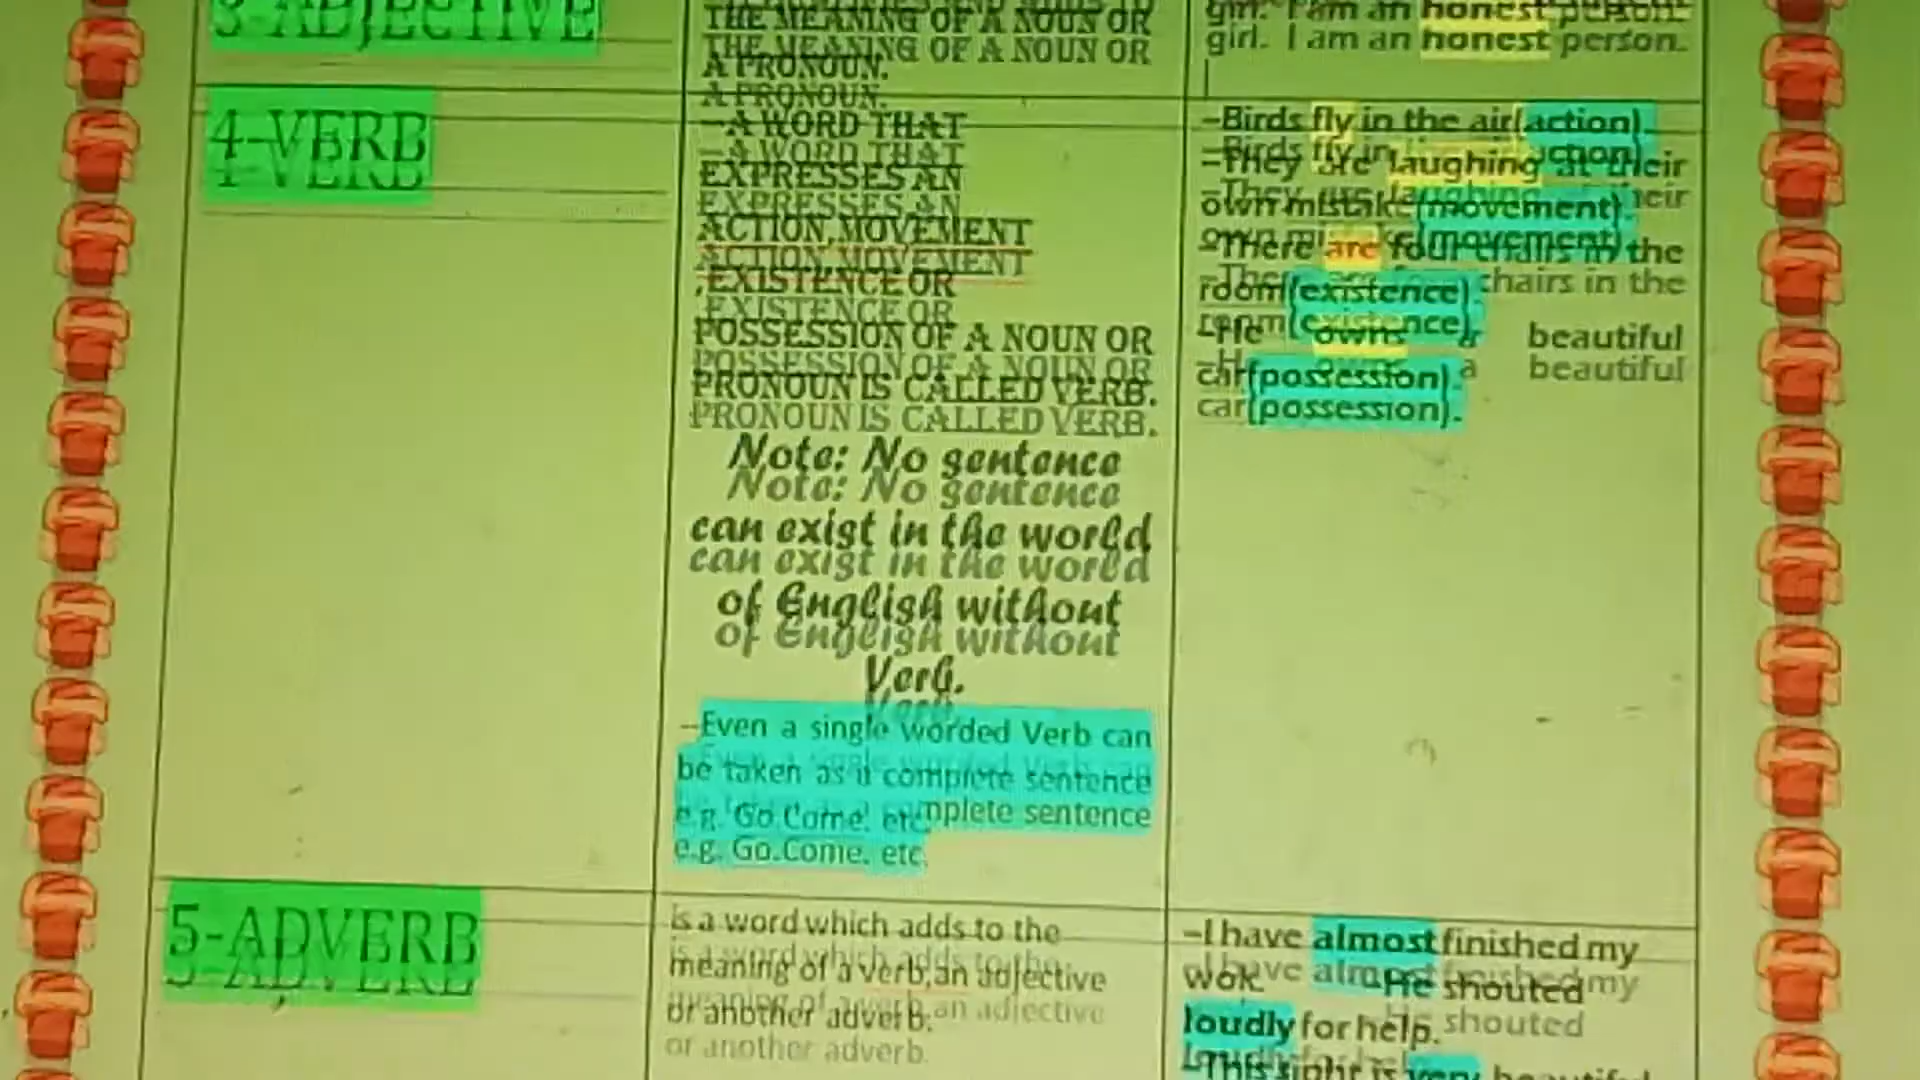 3-ADJECTIVE
THE MEANING OF A NOUN OR
A PRONOUN.
girl. I am an honest person.
4-VERB
-A WORD THAT
EXPRESSES AN
ACTION,MOVEMENT
,EXISTENCE OR
POSSESSION OF A NOUN OR
PRONOUN IS CALLED VERB.
Note: No sentence
can exist in the world
of English without
Verb.
-Even a single worded Verb can
be taken as a complete sentence
e.g. Go.Come. etc.
-Birds fly in the air(action).
-They are laughing at their
own mistake(movement).
-There are four chairs in the
room(existence).
-He owns a beautiful
car(possession).
5-ADVERB
is a word which adds to the
meaning of a verb,an adjective
or another adverb.
-I have almost finished my
wok. He shouted
loudly for help.
-This sight is very beautiful